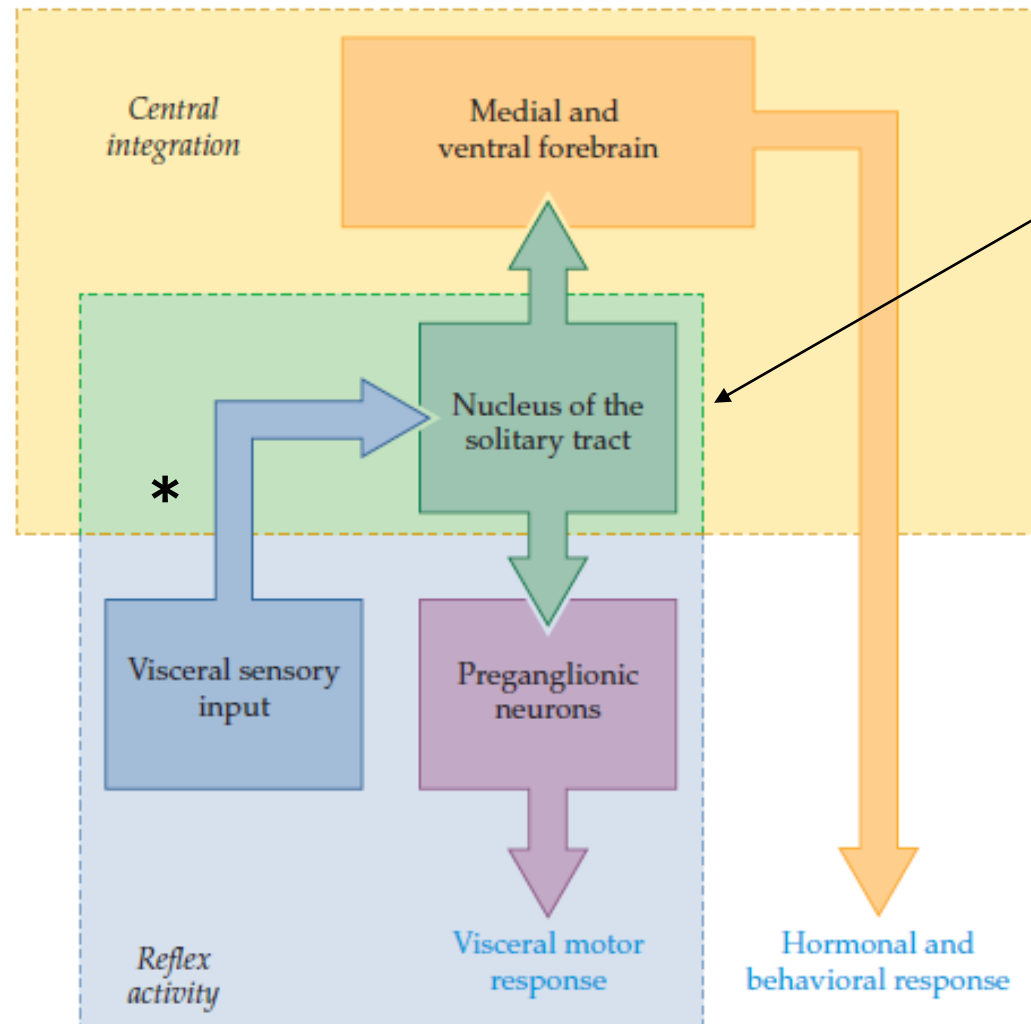 Central
integration
Medial and
ventral forebrain
Nucleus of the
solitary tract
*
Visceral sensory
input
Preganglionic
neurons
Reflex
activity
Visceral motor
response
Hormonal and
behavioral response